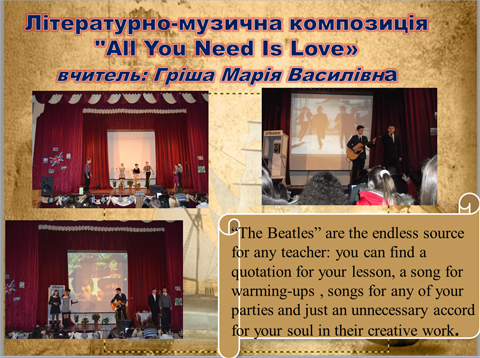 Літературно-музична композиція
"All You Need Is Love»
вчитель: Гріша Марія Василівна
“The Beatles” are the endless source
for any teacher: you can find a
quotation for your lesson, a song for
warming-ups , songs for any of your
parties and just an unnecessary accord
for your soul in their creative work.